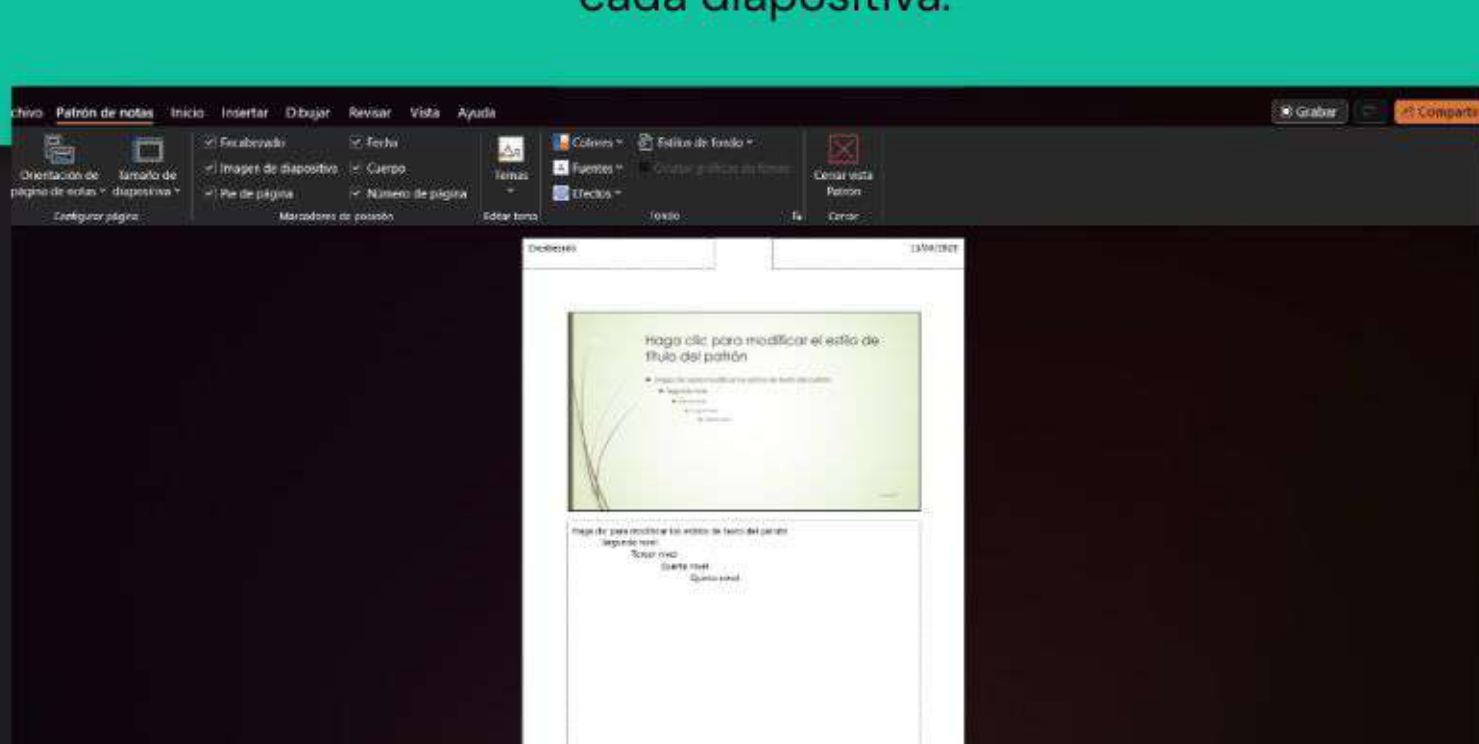 cada diapositiva.
chivo Patrón de notas Inicio Insertar Dibujar Revisar Vista Ayuda
Grabar
Comparti
Orientación de página de notas
Tamaño de diapositiva
Configurar página
Encabezado
Fecha
Imagen de diapositiva
Cuerpo
Pie de página
Número de página
Marcadores de posición
Temas
Editar tema
Colores
Fuentes
Efectos
Estilos de fondo
Fondo
Cerrar vista
Patrón
Cerrar
Haga clic para modificar el estilo de
título del patrón
Segundo nivel
Haga clic para modificar los estilos de texto del patrón
Segundo nivel
Tercer nivel
Cuarto nivel
Quinto nivel